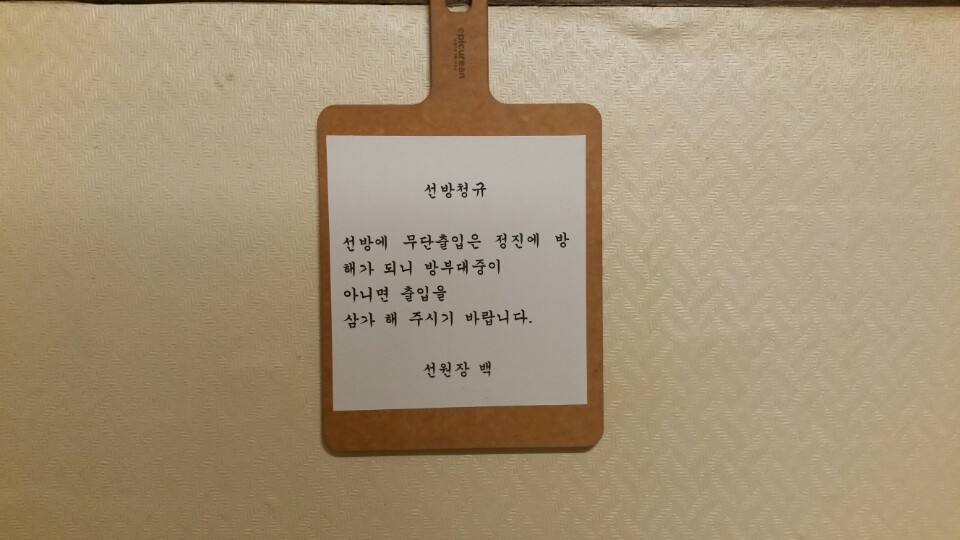 epicurean
선방청규
선방에 무단출입은 정진에 방
해가 되니 방부대중이
아니면 출입을
삼가 해 주시기 바랍니다.
선원장 백